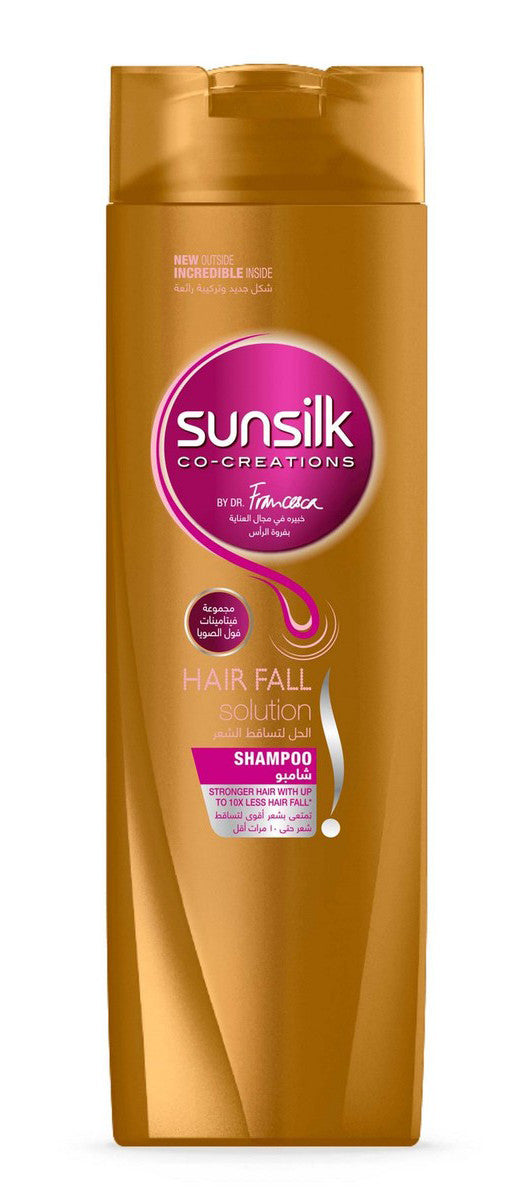 NEW OUTSIDE
INCREDIBLE INSIDE
شكل جديد وتركيبة رائعة
sunsilk
CO-CREATIONS
BY DR. Francesca
خبيره في مجال العناية
بفروة الرأس
مجموعة
فيتامينات
فول الصويا
HAIR FALL
solution
الحل لتساقط الشعر
SHAMPOO
شامبو
STRONGER HAIR WITH UP
TO 10X LESS HAIR FALL*
تمتعي بشعر أقوى لتساقط
شعر حتى ١٠ مرات أقل